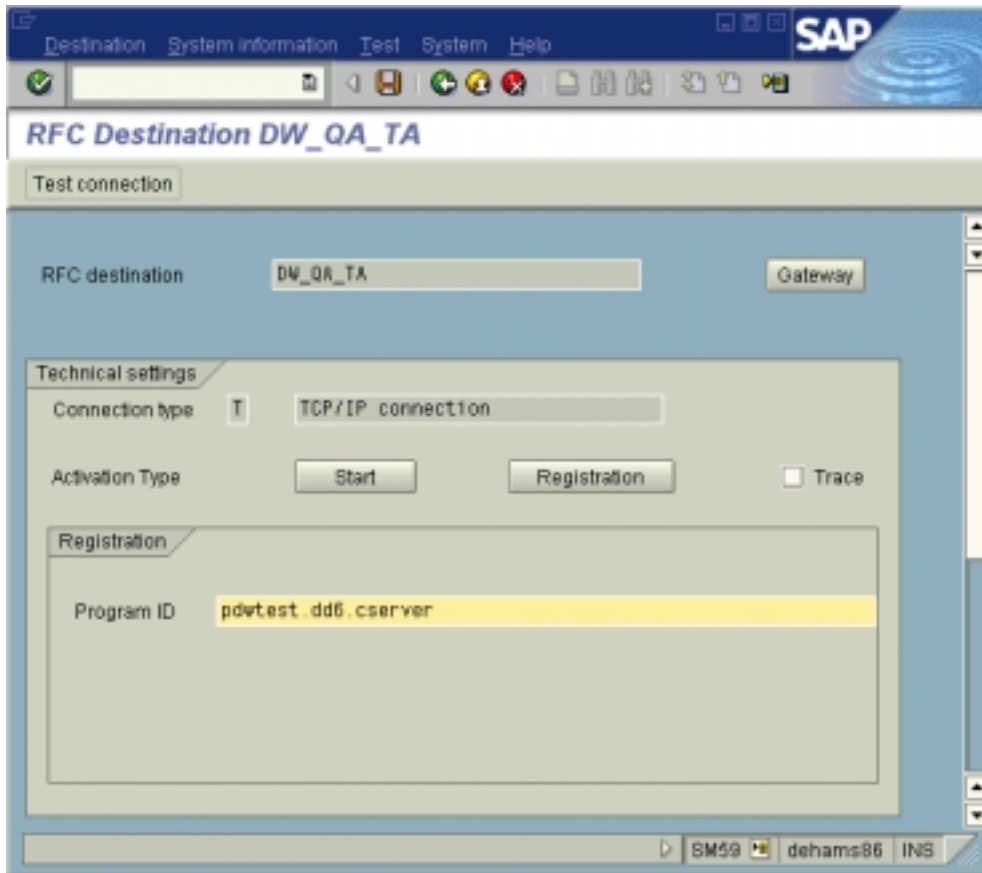 Destination System information Test System Help
SAP
RFC Destination DW_QA_TA
Test connection
RFC destination DW_QA_TA Gateway
Technical settings
Connection type T TCP/IP connection
Activation Type Start Registration Trace
Registration
Program ID pdwtest.dd6.cserver
SM59 dehams86 INS